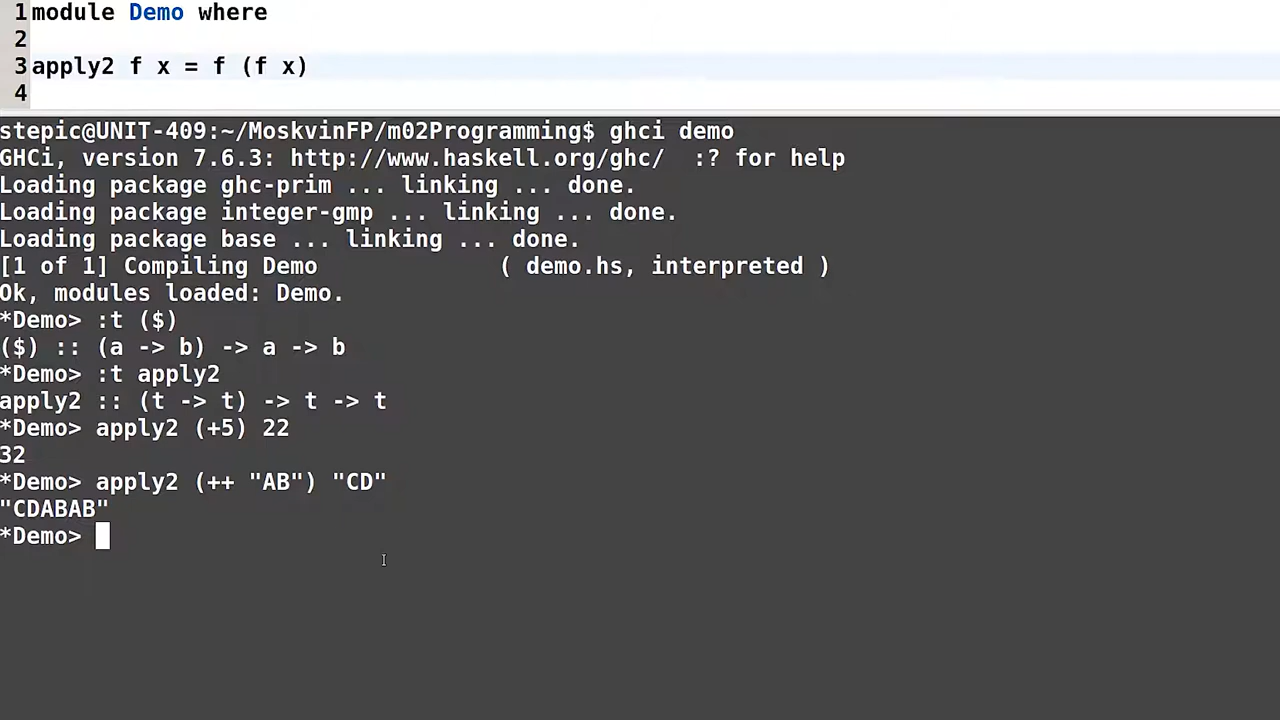 1 module Demo where
2
3 apply2 f x = f (f x)
4
stepic@UNIT-409:~/MoskvinFP/m02Programming$ ghci demo
GHCi, version 7.6.3: http://www.haskell.org/ghc/  :? for help
Loading package ghc-prim ... linking ... done.
Loading package integer-gmp ... linking ... done.
Loading package base ... linking ... done.
[1 of 1] Compiling Demo             ( demo.hs, interpreted )
Ok, modules loaded: Demo.
*Demo> :t ($)
($) :: (a -> b) -> a -> b
*Demo> :t apply2
apply2 :: (t -> t) -> t -> t
*Demo> apply2 (+5) 22
32
*Demo> apply2 (++ "AB") "CD"
"CDABAB"
*Demo>